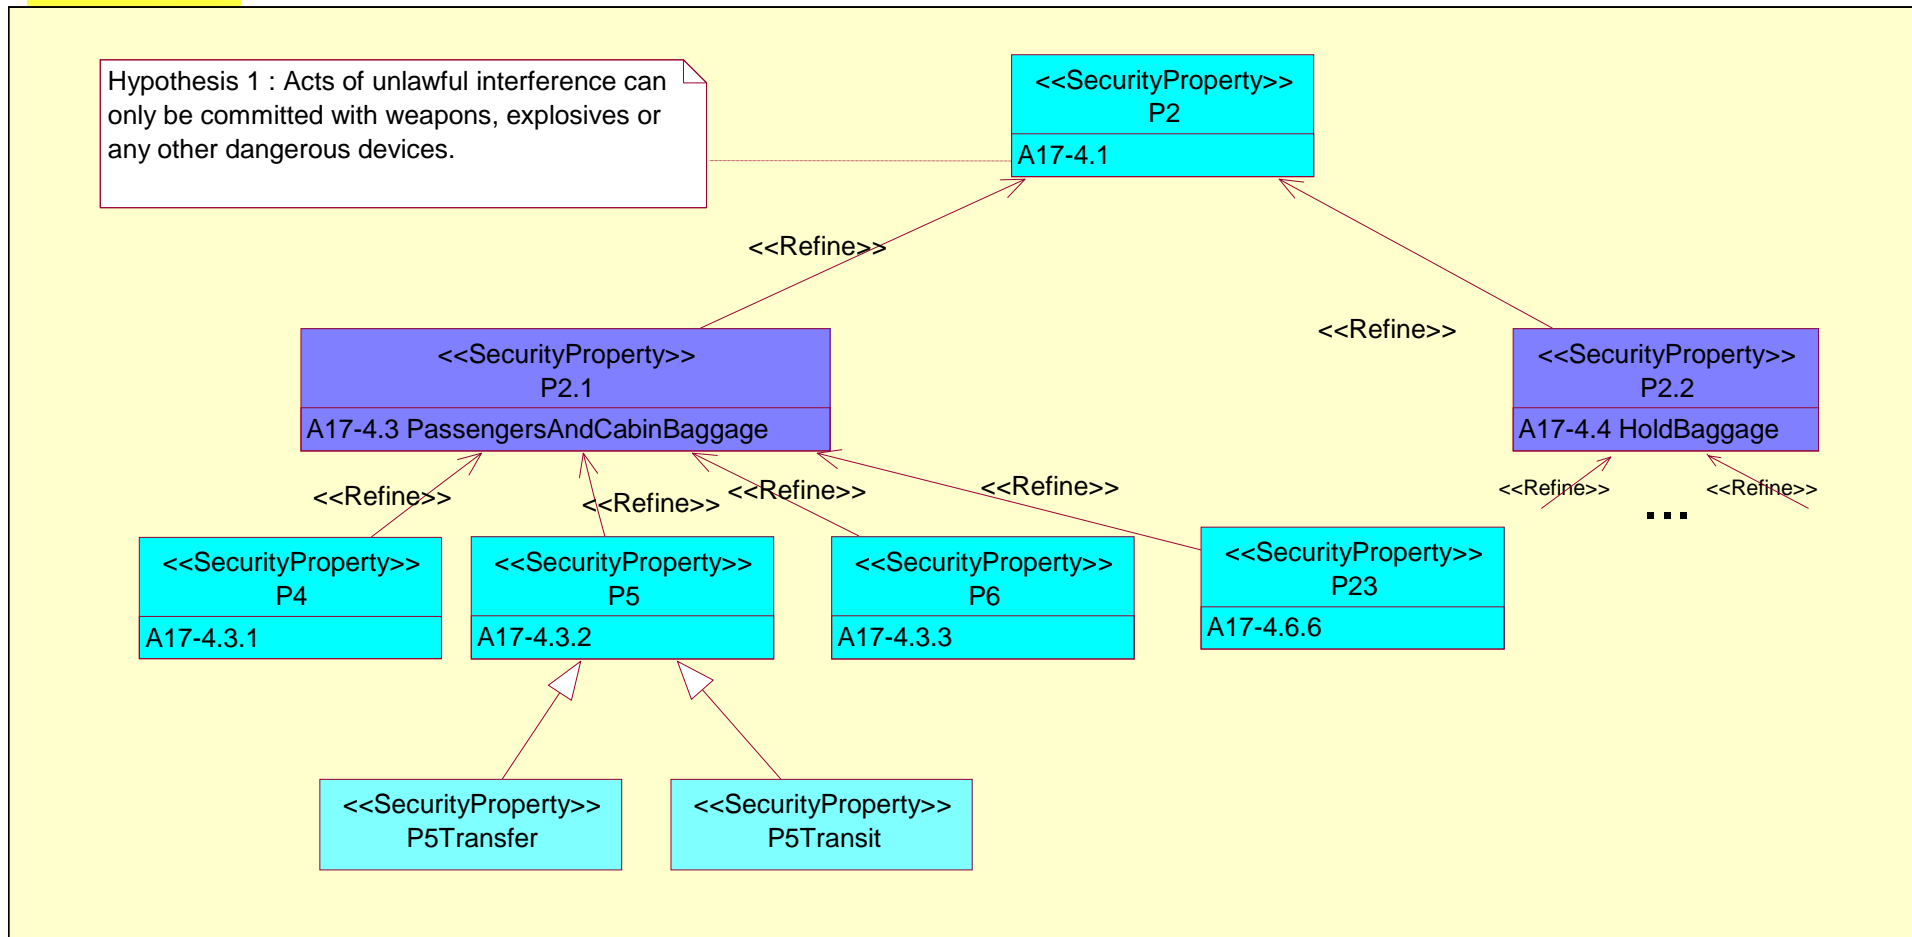 Hypothesis 1 : Acts of unlawful interference can
only be committed with weapons, explosives or
any other dangerous devices.
<<SecurityProperty>>
P2
A17-4.1
<<Refine>>
<<Refine>>
<<SecurityProperty>>
P2.1
A17-4.3 PassengersAndCabinBaggage
<<SecurityProperty>>
P2.2
A17-4.4 HoldBaggage
<<Refine>>
<<Refine>>
<<Refine>>
<<Refine>>
<<Refine>>
<<Refine>>
...
<<SecurityProperty>>
P4
A17-4.3.1
<<SecurityProperty>>
P5
A17-4.3.2
<<SecurityProperty>>
P6
A17-4.3.3
<<SecurityProperty>>
P23
A17-4.6.6
<<SecurityProperty>>
P5Transfer
<<SecurityProperty>>
P5Transit